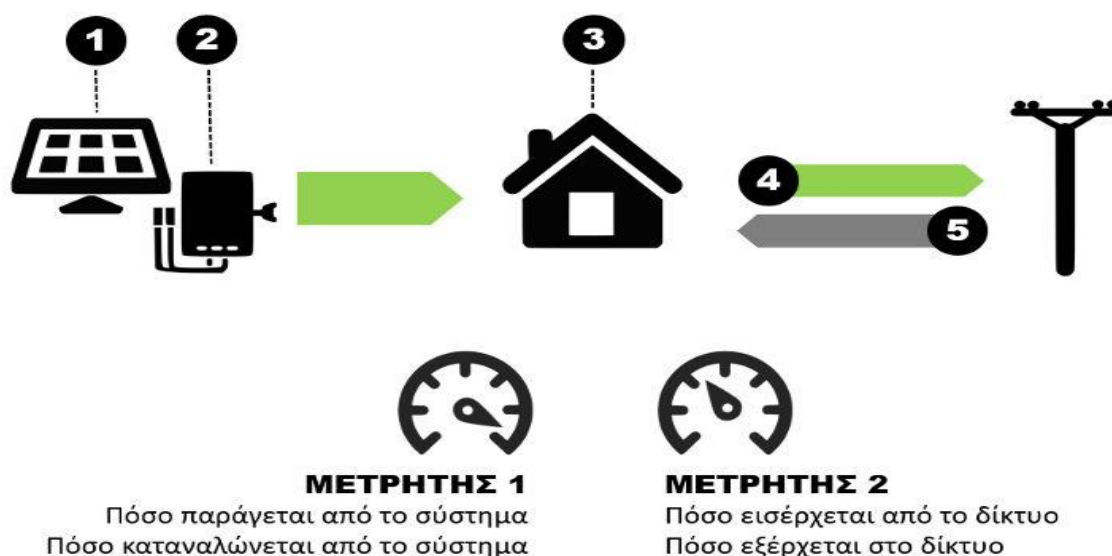 1
2
3
4
5
ΜΕΤΡΗΤΗΣ 1
Πόσο παράγεται από το σύστημα
Πόσο καταναλώνεται από το σύστημα
ΜΕΤΡΗΤΗΣ 2
Πόσο εισέρχεται από το δίκτυο
Πόσο εξέρχεται στο δίκτυο